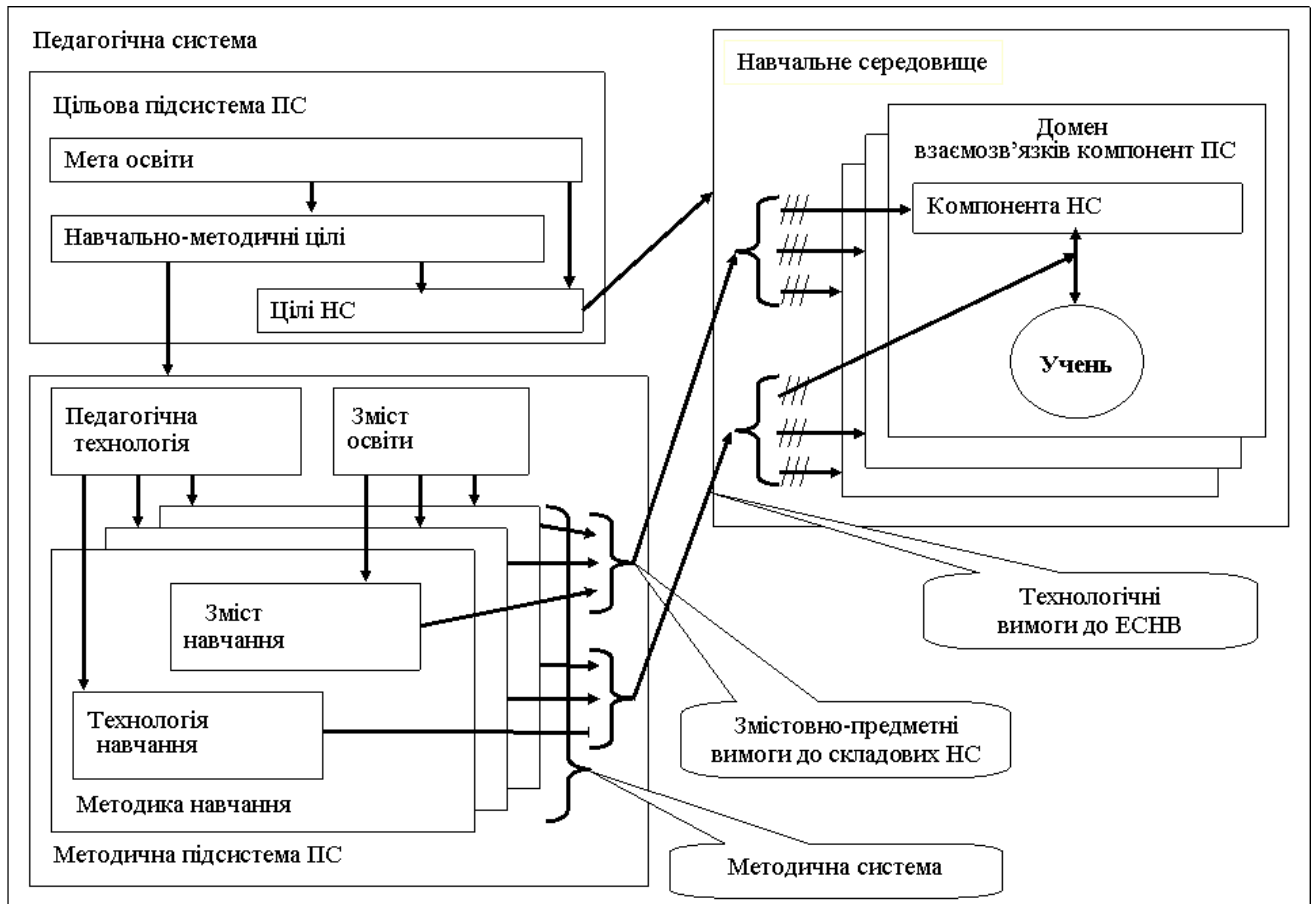 Педагогічна система
Цільова підсистема ПС
Мета освіти
Навчально-методичні цілі
Цілі НС
Педагогічна
технологія
Зміст
освіти
Зміст
навчання
Технологія
навчання
Методика навчання
Методична підсистема ПС
Навчальне середовище
Домен
взаємозв’язків компонент ПС
Компонента НС
Учень
Технологічні
вимоги до ЕСНВ
Змістовно-предметні
вимоги до складових НС
Методична система